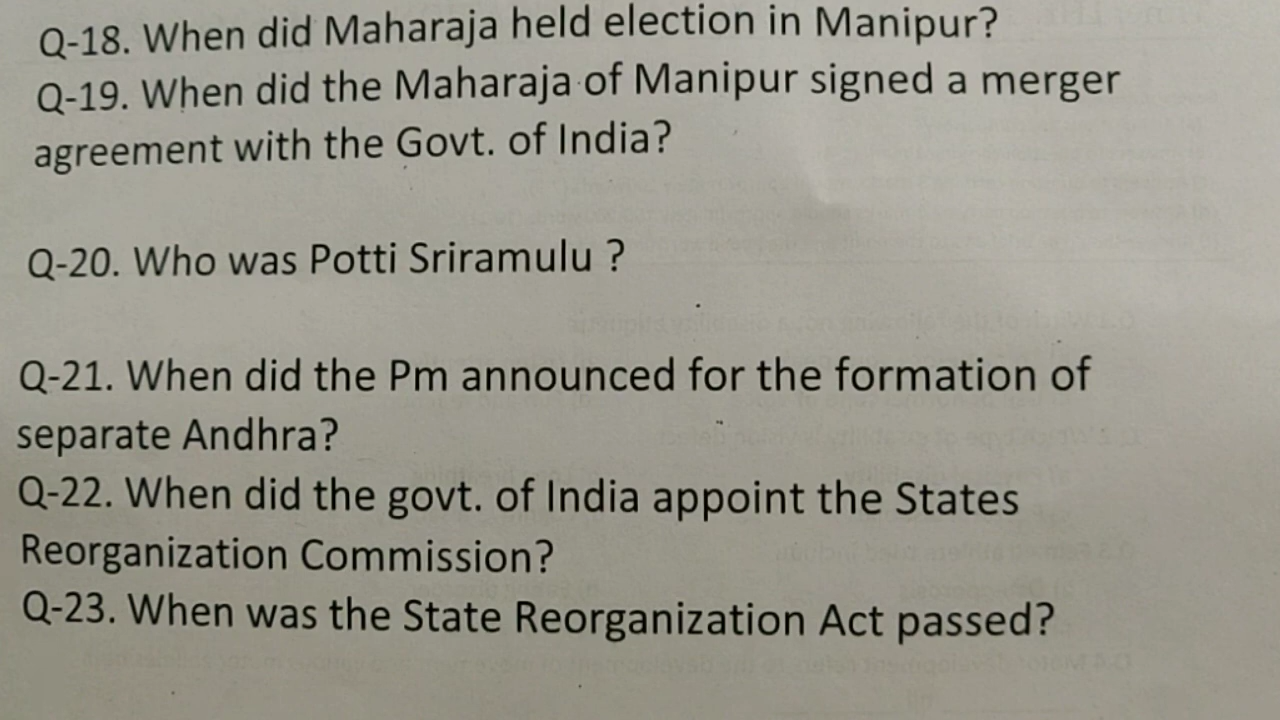 Q-18. When did Maharaja held election in Manipur?
Q-19. When did the Maharaja of Manipur signed a merger
agreement with the Govt. of India?
Q-20. Who was Potti Sriramulu ?
Q-21. When did the Pm announced for the formation of
separate Andhra?
Q-22. When did the govt. of India appoint the States
Reorganization Commission?
Q-23. When was the State Reorganization Act passed?